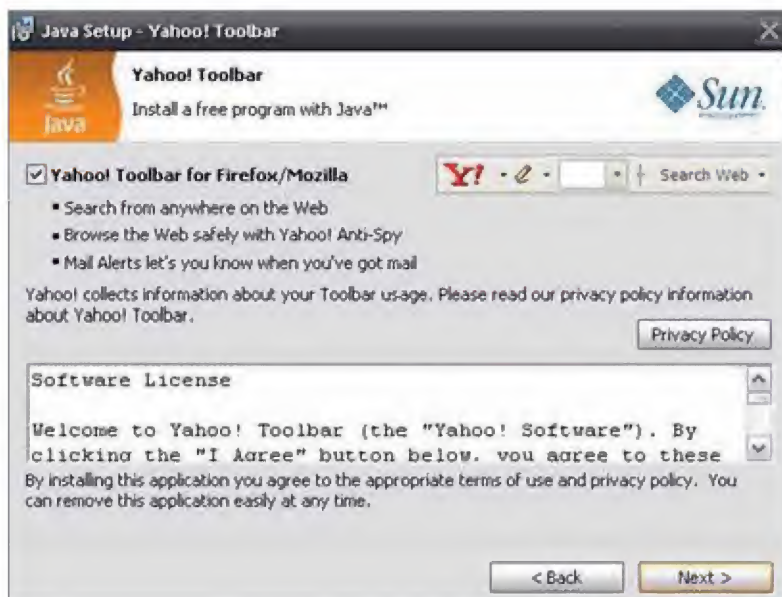 Java Setup - Yahoo! Toolbar
Yahoo! Toolbar
Install a free program with Java™
Java
Sun
Yahoo! Toolbar for Firefox/Mozilla
Y! Search Web
Search from anywhere on the Web
Browse the Web safely with Yahoo! Anti-Spy
Mail Alerts let's you know when you've got mail
Yahoo! collects information about your Toolbar usage. Please read our privacy policy information
about Yahoo! Toolbar.
Privacy Policy
Software License
Welcome to Yahoo! Toolbar (the "Yahoo! Software"). By
clicking the "I Agree" button below, you agree to these
By installing this application you agree to the appropriate terms of use and privacy policy. You
can remove this application easily at any time.
< Back
Next >